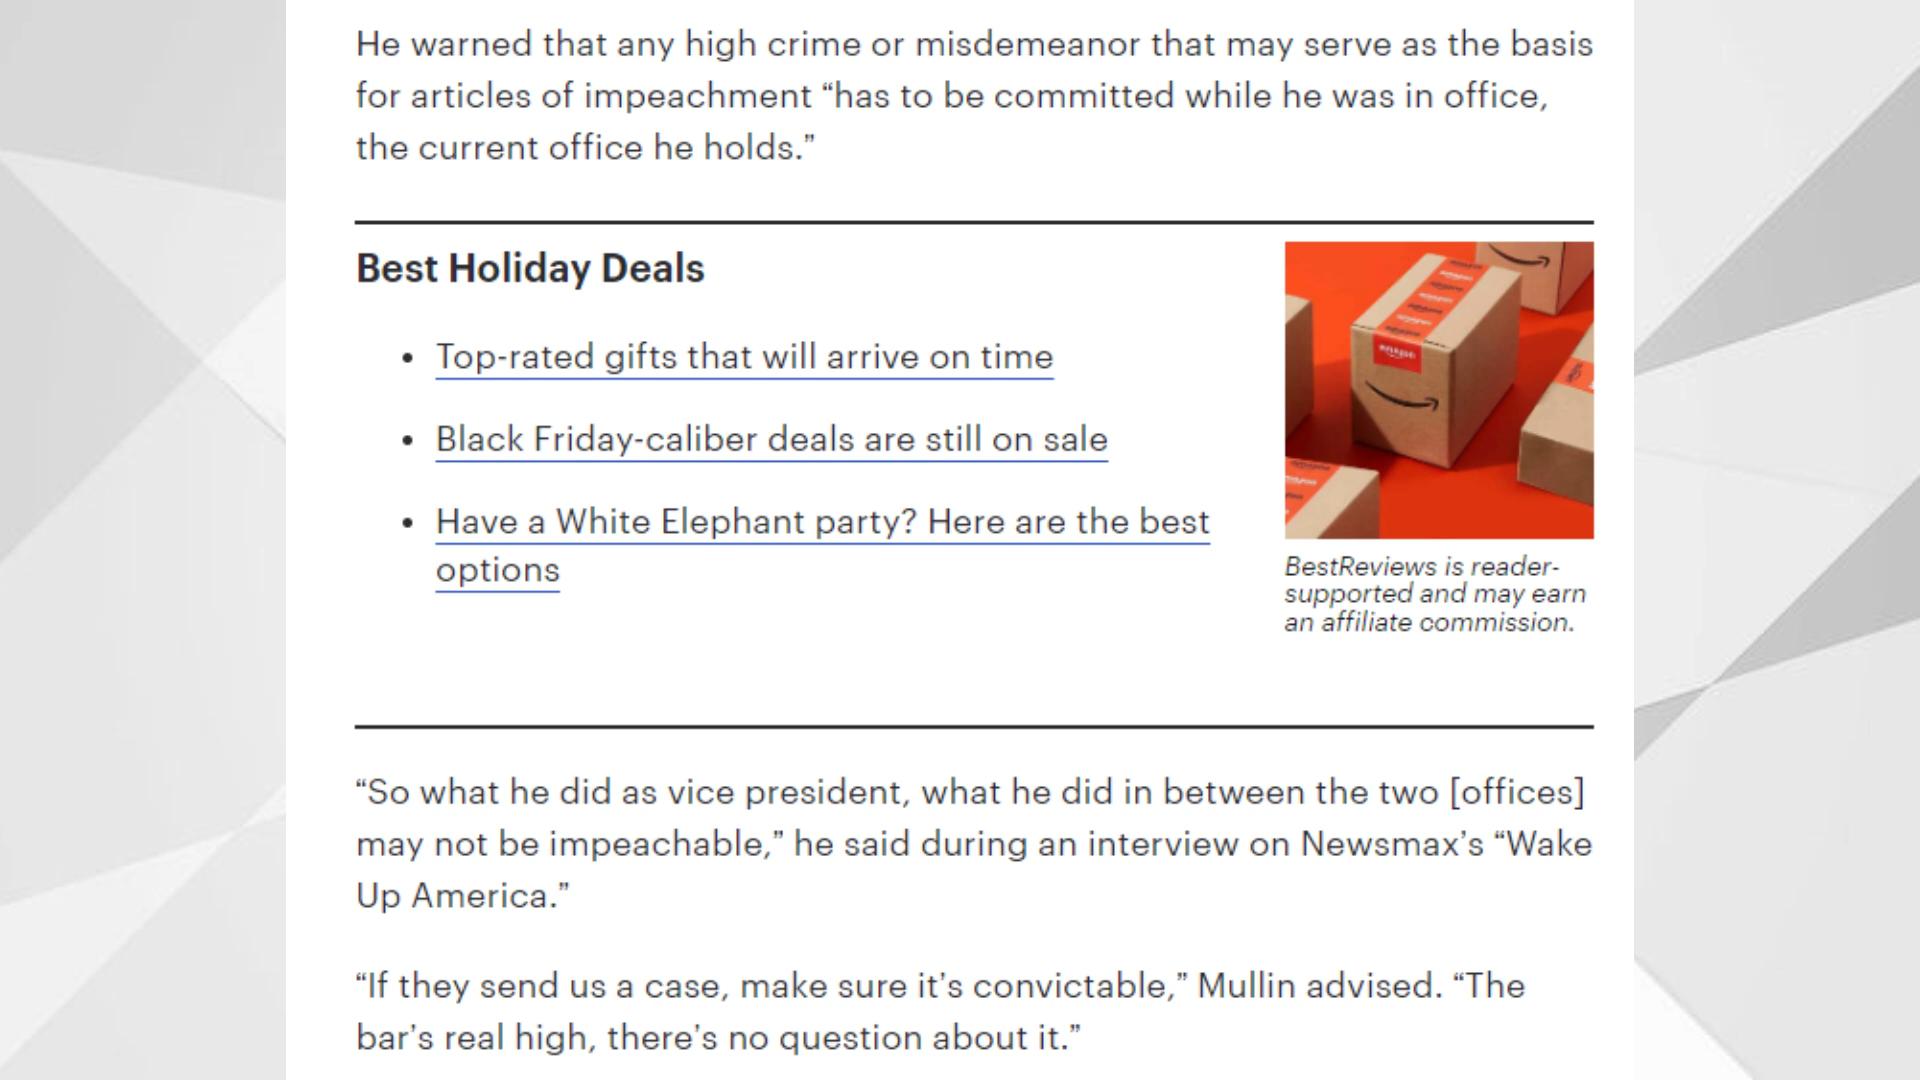 He warned that any high crime or misdemeanor that may serve as the basis
for articles of impeachment “has to be committed while he was in office,
the current office he holds.”
Best Holiday Deals
• Top-rated gifts that will arrive on time
• Black Friday-caliber deals are still on sale
• Have a White Elephant party? Here are the best
options
amazon
BestReviews is reader-
supported and may earn
an affiliate commission.
“So what he did as vice president, what he did in between the two [offices]
may not be impeachable,” he said during an interview on Newsmax’s “Wake
Up America.”
“If they send us a case, make sure it’s convictable,” Mullin advised. “The
bar’s real high, there’s no question about it.”